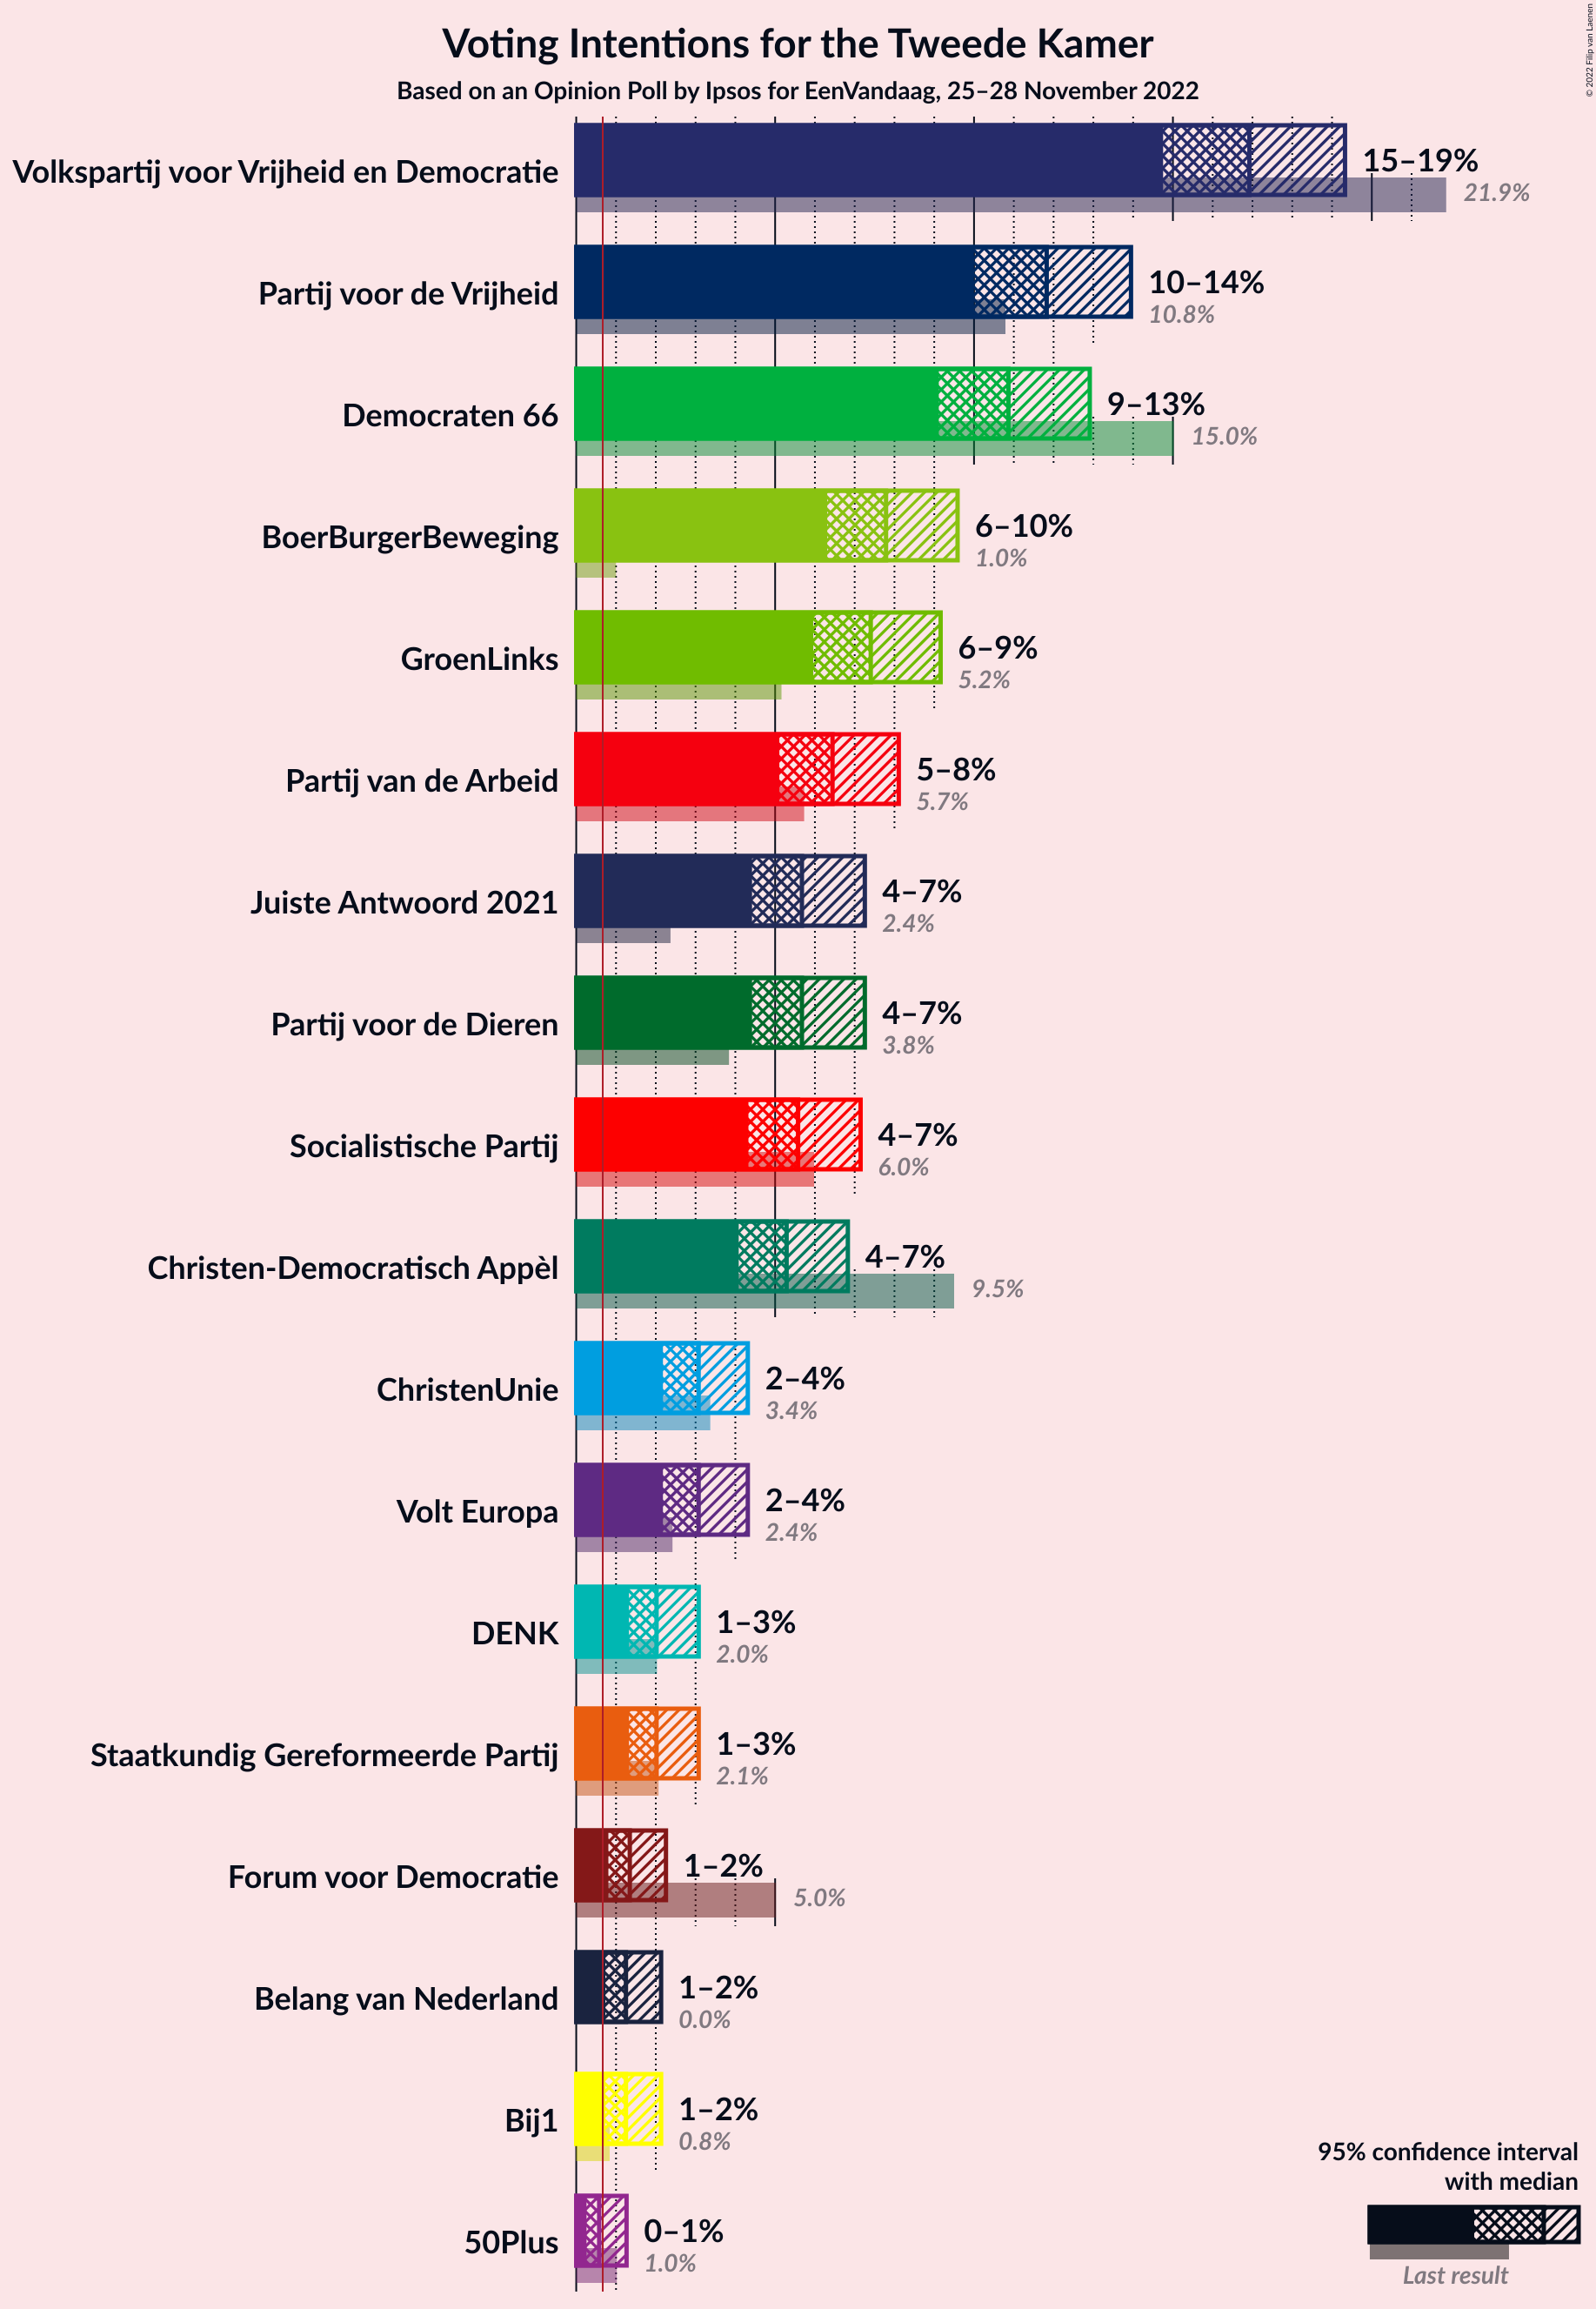 Voting Intentions for the Tweede Kamer
Based on an Opinion Poll by Ipsos for EenVandaag, 25–28 November 2022
© 2022 Filip van Laenen
Volkspartij voor Vrijheid en Democratie
15–19%
21.9%
Partij voor de Vrijheid
10–14%
10.8%
Democraten 66
9–13%
15.0%
BoerBurgerBeweging
6–10%
1.0%
GroenLinks
6–9%
5.2%
Partij van de Arbeid
5–8%
5.7%
Juiste Antwoord 2021
4–7%
2.4%
Partij voor de Dieren
4–7%
3.8%
Socialistische Partij
4–7%
6.0%
Christen-Democratisch Appèl
4–7%
9.5%
ChristenUnie
2–4%
3.4%
Volt Europa
2–4%
2.4%
DENK
1–3%
2.0%
Staatkundig Gereformeerde Partij
1–3%
2.1%
Forum voor Democratie
1–2%
5.0%
Belang van Nederland
1–2%
0.0%
Bij1
1–2%
0.8%
50Plus
0–1%
1.0%
95% confidence interval
with median
Last result